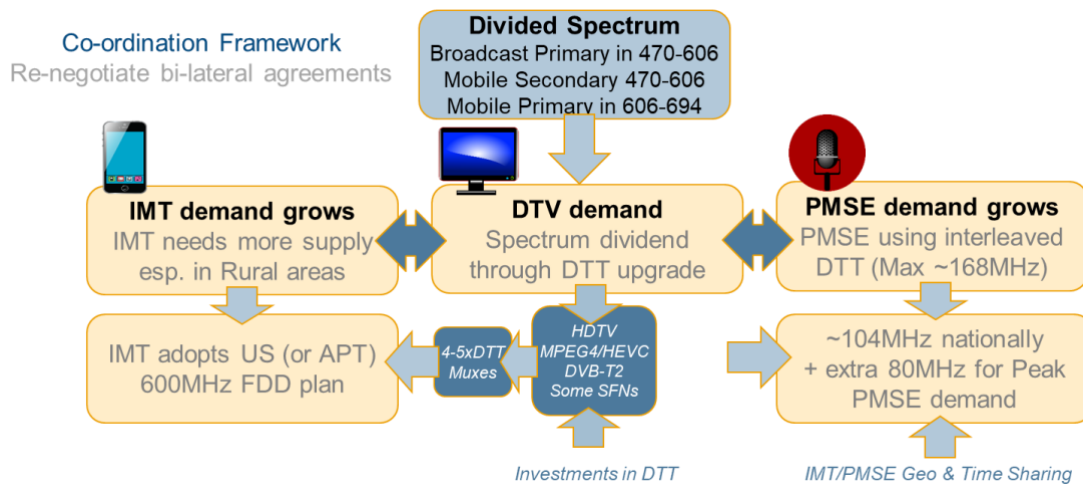 Co-ordination Framework
Re-negotiate bi-lateral agreements
Divided Spectrum
Broadcast Primary in 470-606
Mobile Secondary 470-606
Mobile Primary in 606-694
IMT demand grows
IMT needs more supply
esp. in Rural areas
DTV demand
Spectrum dividend
through DTT upgrade
PMSE demand grows
PMSE using interleaved
DTT (Max ~168MHz)
IMT adopts US (or APT)
600MHz FDD plan
4-5xDTT
Muxes
HDTV
MPEG4/HEVC
DVB-T2
Some SFNs
~104MHz nationally
+ extra 80MHz for Peak
PMSE demand
Investments in DTT
IMT/PMSE Geo & Time Sharing